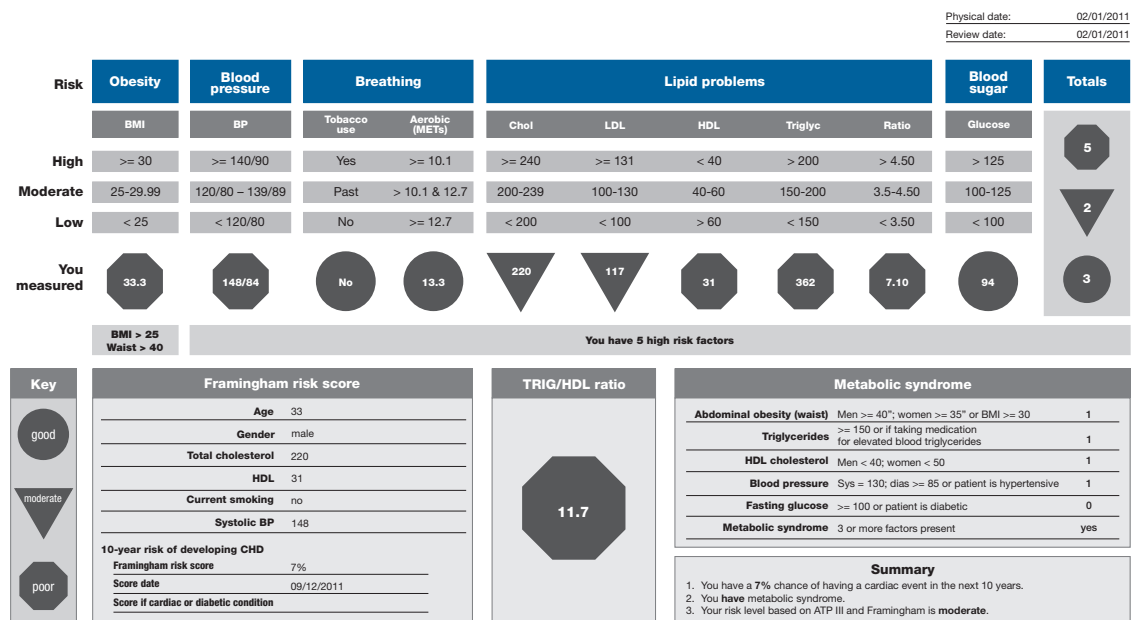 Physical date: 02/01/2011
Review date: 02/01/2011
Risk Obesity Blood pressure Breathing Lipid problems Blood sugar Totals
BMI BP Tobacco use Aerobic (METs) Chol LDL HDL Triglyc Ratio Glucose
High >= 30 >= 140/90 Yes >= 10.1 >= 240 >= 131 < 40 > 200 > 4.50 > 125 5
Moderate 25-29.99 120/80 – 139/89 Past > 10.1 & 12.7 200-239 100-130 40-60 150-200 3.5-4.50 100-125 2
Low < 25 < 120/80 No >= 12.7 < 200 < 100 > 60 < 150 < 3.50 < 100
You measured 33.3 148/84 No 13.3 220 117 31 362 7.10 94 3
BMI > 25
Waist > 40
You have 5 high risk factors
Key
good
moderate
poor
Framingham risk score
Age 33
Gender male
Total cholesterol 220
HDL 31
Current smoking no
Systolic BP 148
10-year risk of developing CHD
Framingham risk score 7%
Score date 09/12/2011
Score if cardiac or diabetic condition
TRIG/HDL ratio
11.7
Metabolic syndrome
Abdominal obesity (waist) Men >= 40"; women >= 35" or BMI >= 30 1
Triglycerides >= 150 or if taking medication
for elevated blood triglycerides 1
HDL cholesterol Men < 40; women < 50 1
Blood pressure Sys = 130; dias >= 85 or patient is hypertensive 1
Fasting glucose >= 100 or patient is diabetic 0
Metabolic syndrome 3 or more factors present yes
Summary
1. You have a 7% chance of having a cardiac event in the next 10 years.
2. You have metabolic syndrome.
3. Your risk level based on ATP III and Framingham is moderate.